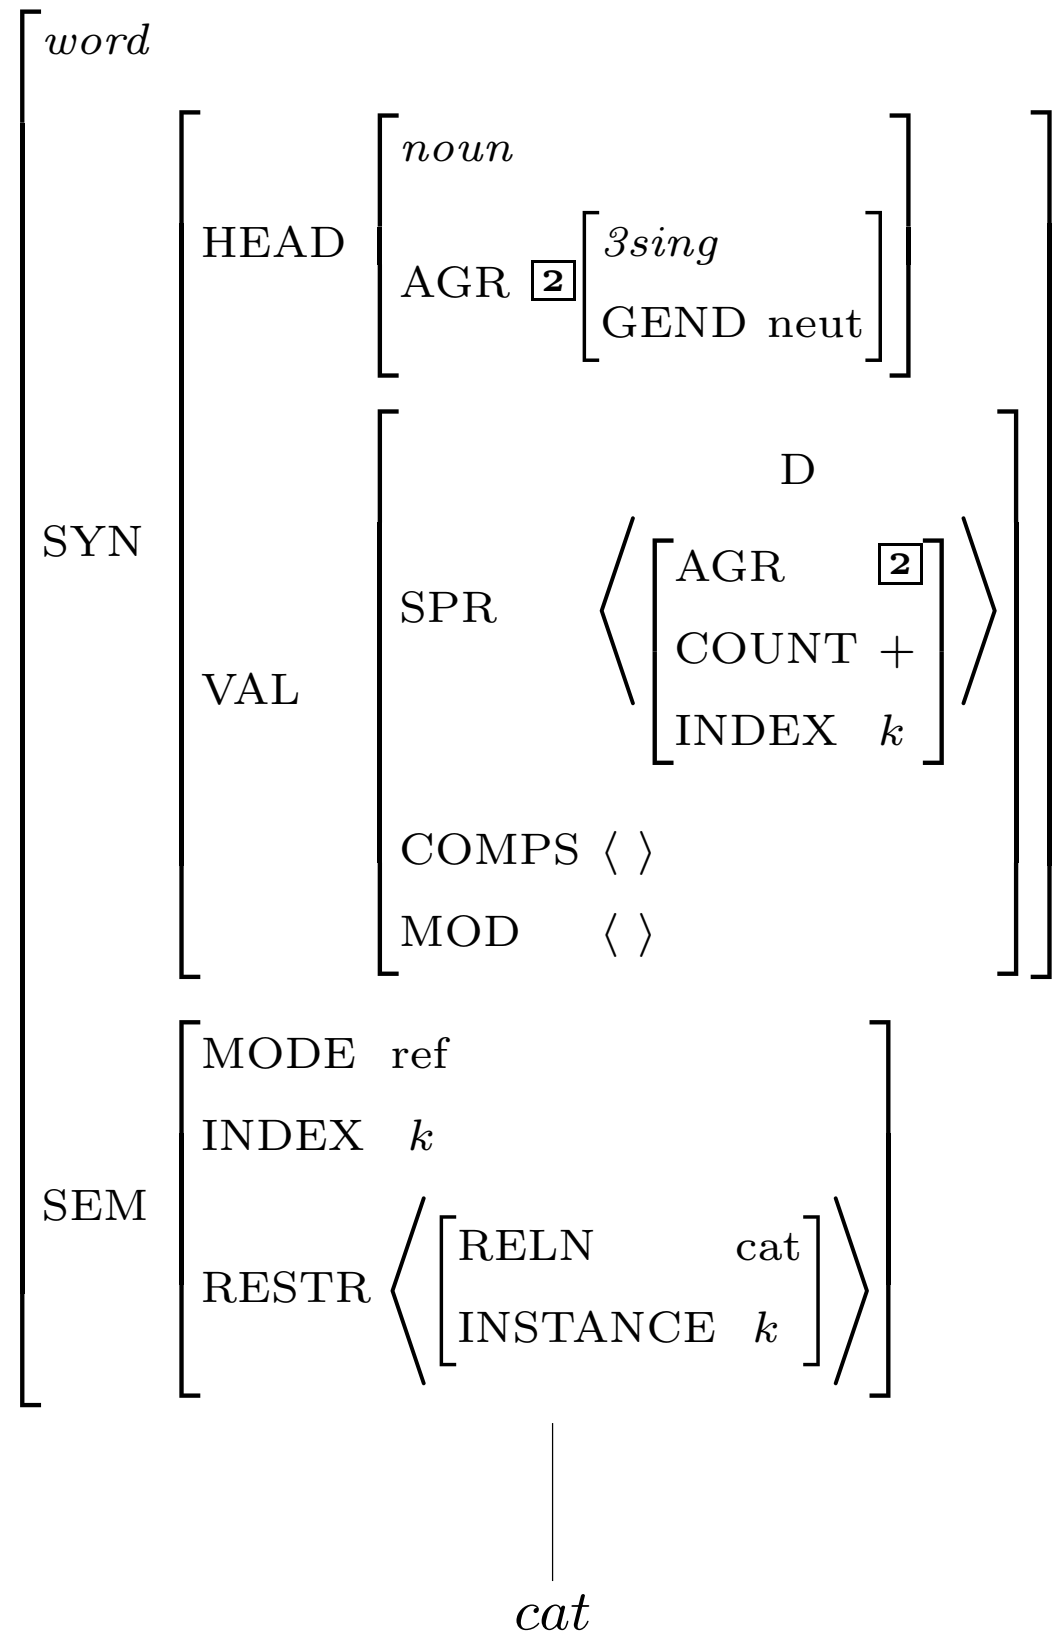 word
HEAD
noun
AGR 2
3sing
GEND neut
SYN
VAL
SPR
D
⟨
AGR 2
COUNT +
INDEX k
⟩
COMPS ⟨ ⟩
MOD ⟨ ⟩
SEM
MODE ref
INDEX k
RESTR
⟨
RELN cat
INSTANCE k
⟩
cat